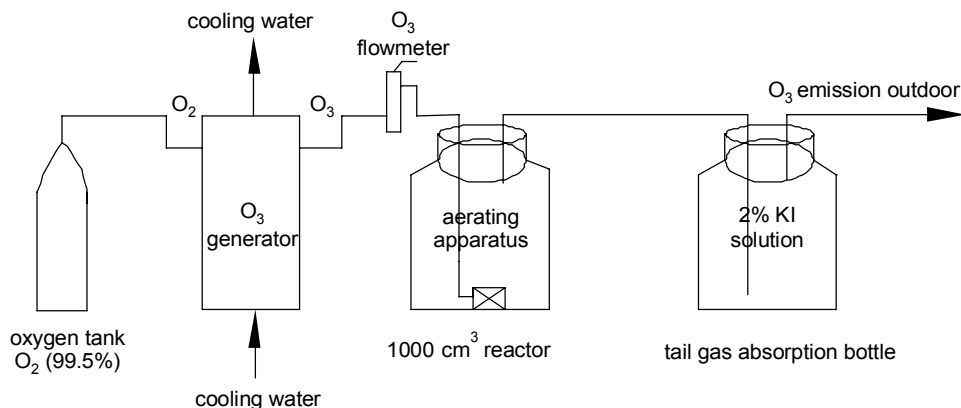 cooling water
O₃
flowmeter
O₂
O₃
O₃ emission outdoor
O₃
generator
aerating
apparatus
2% KI
solution
oxygen tank
O₂ (99.5%)
1000 cm³ reactor
tail gas absorption bottle
cooling water